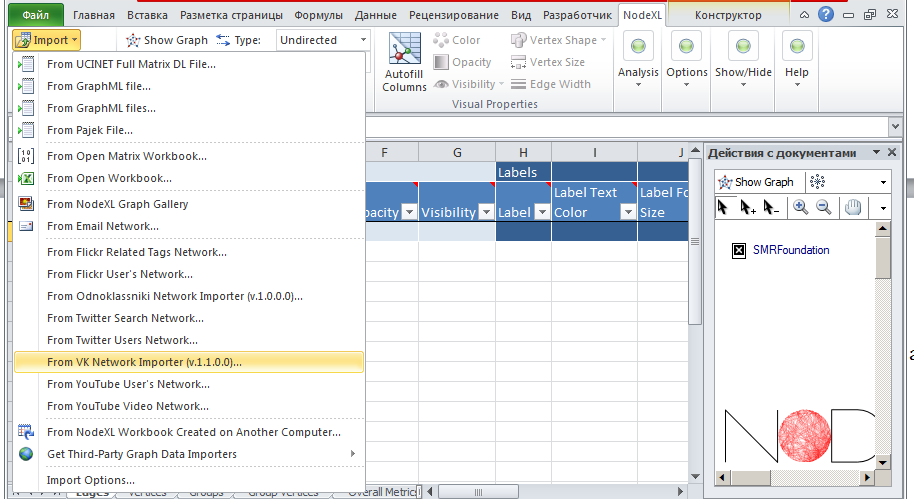 Файл Главная Вставка Разметка страницы Формулы Данные Рецензирование Вид Разработчик NodeXL Конструктор
Import Show Graph Type: Undirected
Autofill Columns
Color
Opacity
Visibility
Vertex Shape
Vertex Size
Edge Width
Visual Properties
Analysis Options Show/Hide Help
From UCINET Full Matrix DL File...
From GraphML file...
From GraphML files...
From Pajek File...
From Open Matrix Workbook...
From Open Workbook...
From NodeXL Graph Gallery
From Email Network...
From Flickr Related Tags Network...
From Flickr User's Network...
From Odnoklassniki Network Importer (v.1.0.0.0)...
From Twitter Search Network...
From Twitter Users Network...
From VK Network Importer (v.1.1.0.0)...
From YouTube User's Network...
From YouTube Video Network...
From NodeXL Workbook Created on Another Computer...
Get Third-Party Graph Data Importers
Import Options...
F G H I J
Labels
pacity Visibility Label Label Text Color Label Fo Size
Edges Vertices Groups Group Vertices Overall Metrics
Действия с документами
Show Graph
SMRFoundation
NOD